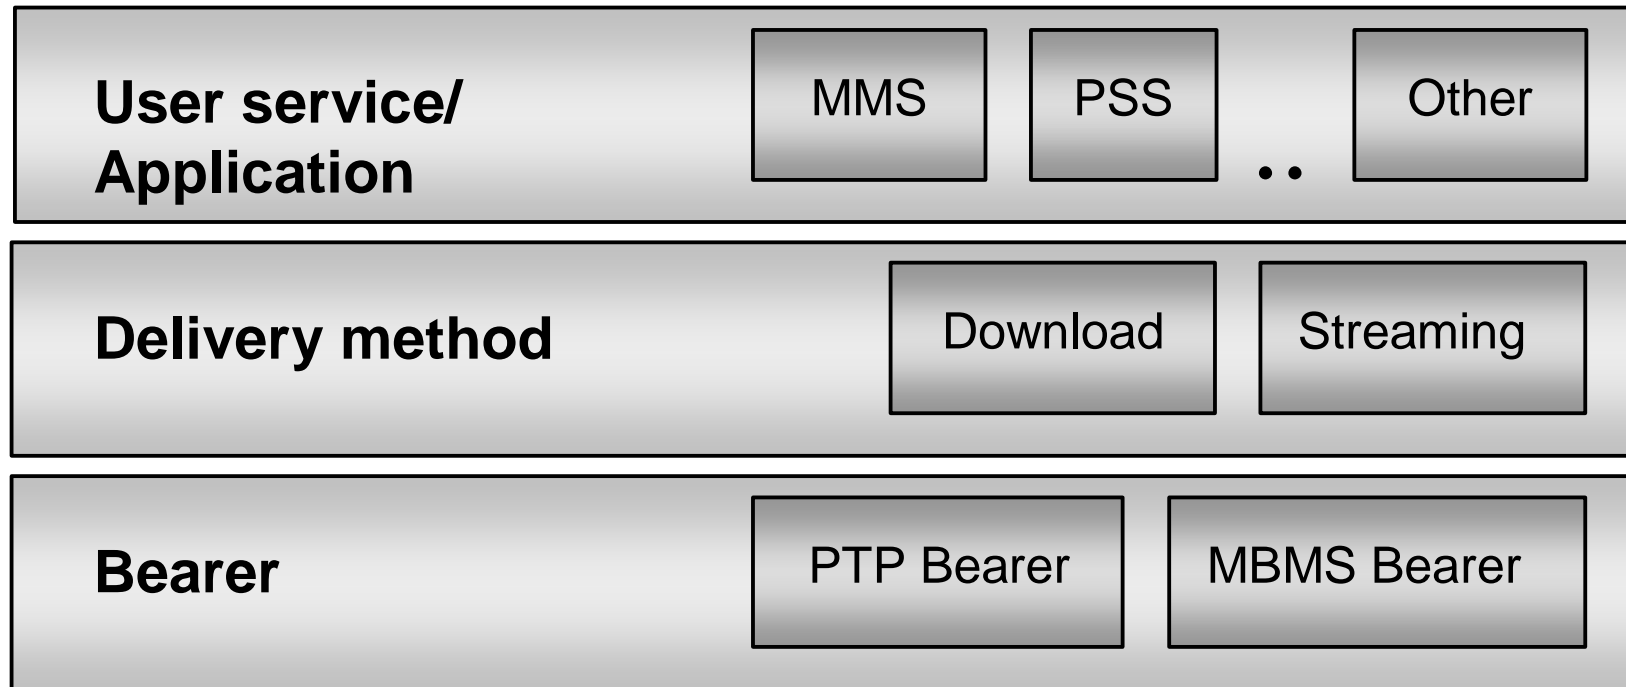 User service/
Application
MMS
PSS
..
Other
Delivery method
Download
Streaming
Bearer
PTP Bearer
MBMS Bearer